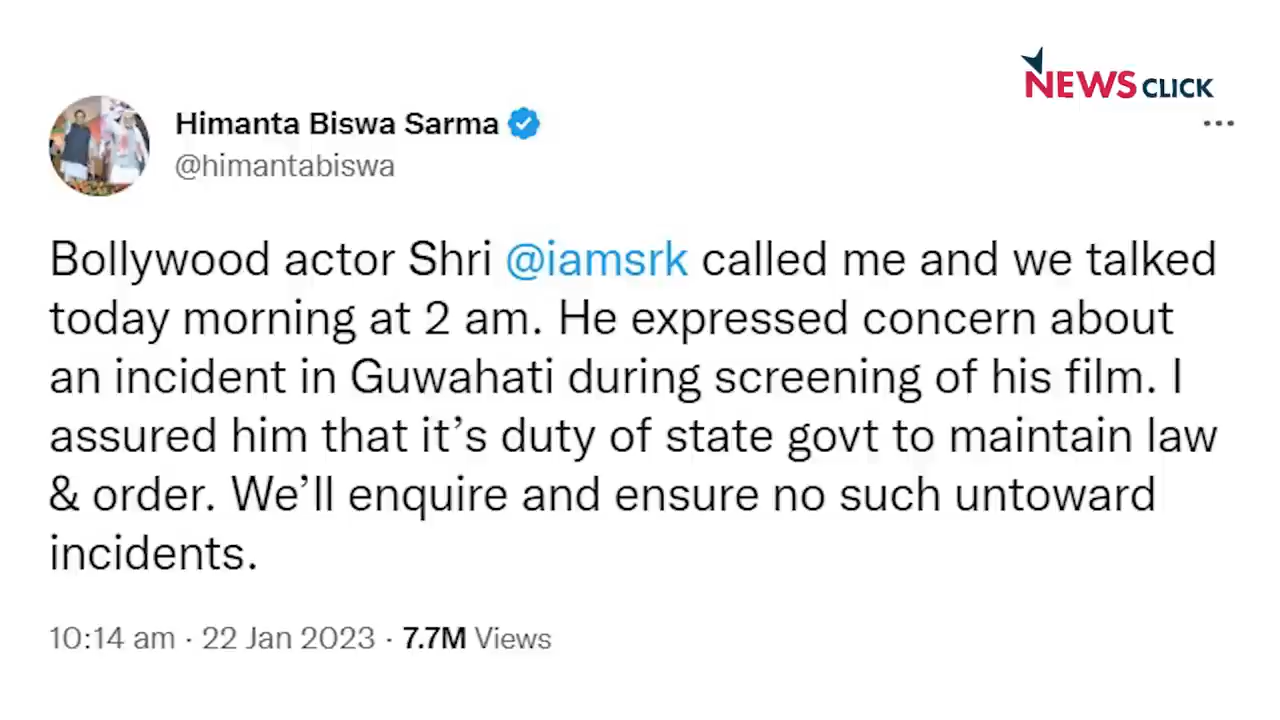 NEWS CLICK
Himanta Biswa Sarma
@himantabiswa
Bollywood actor Shri @iamsrk called me and we talked
today morning at 2 am. He expressed concern about
an incident in Guwahati during screening of his film. I
assured him that it’s duty of state govt to maintain law
& order. We’ll enquire and ensure no such untoward
incidents.
10:14 am · 22 Jan 2023 · 7.7M Views